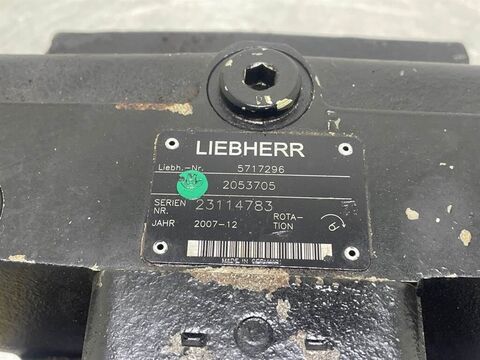 LIEBHERR
Liebh.-Nr. 5717296
2053705
SERIEN NR. 23114783
JAHR 2007-12 ROTA- TION
MADE IN GERMANY